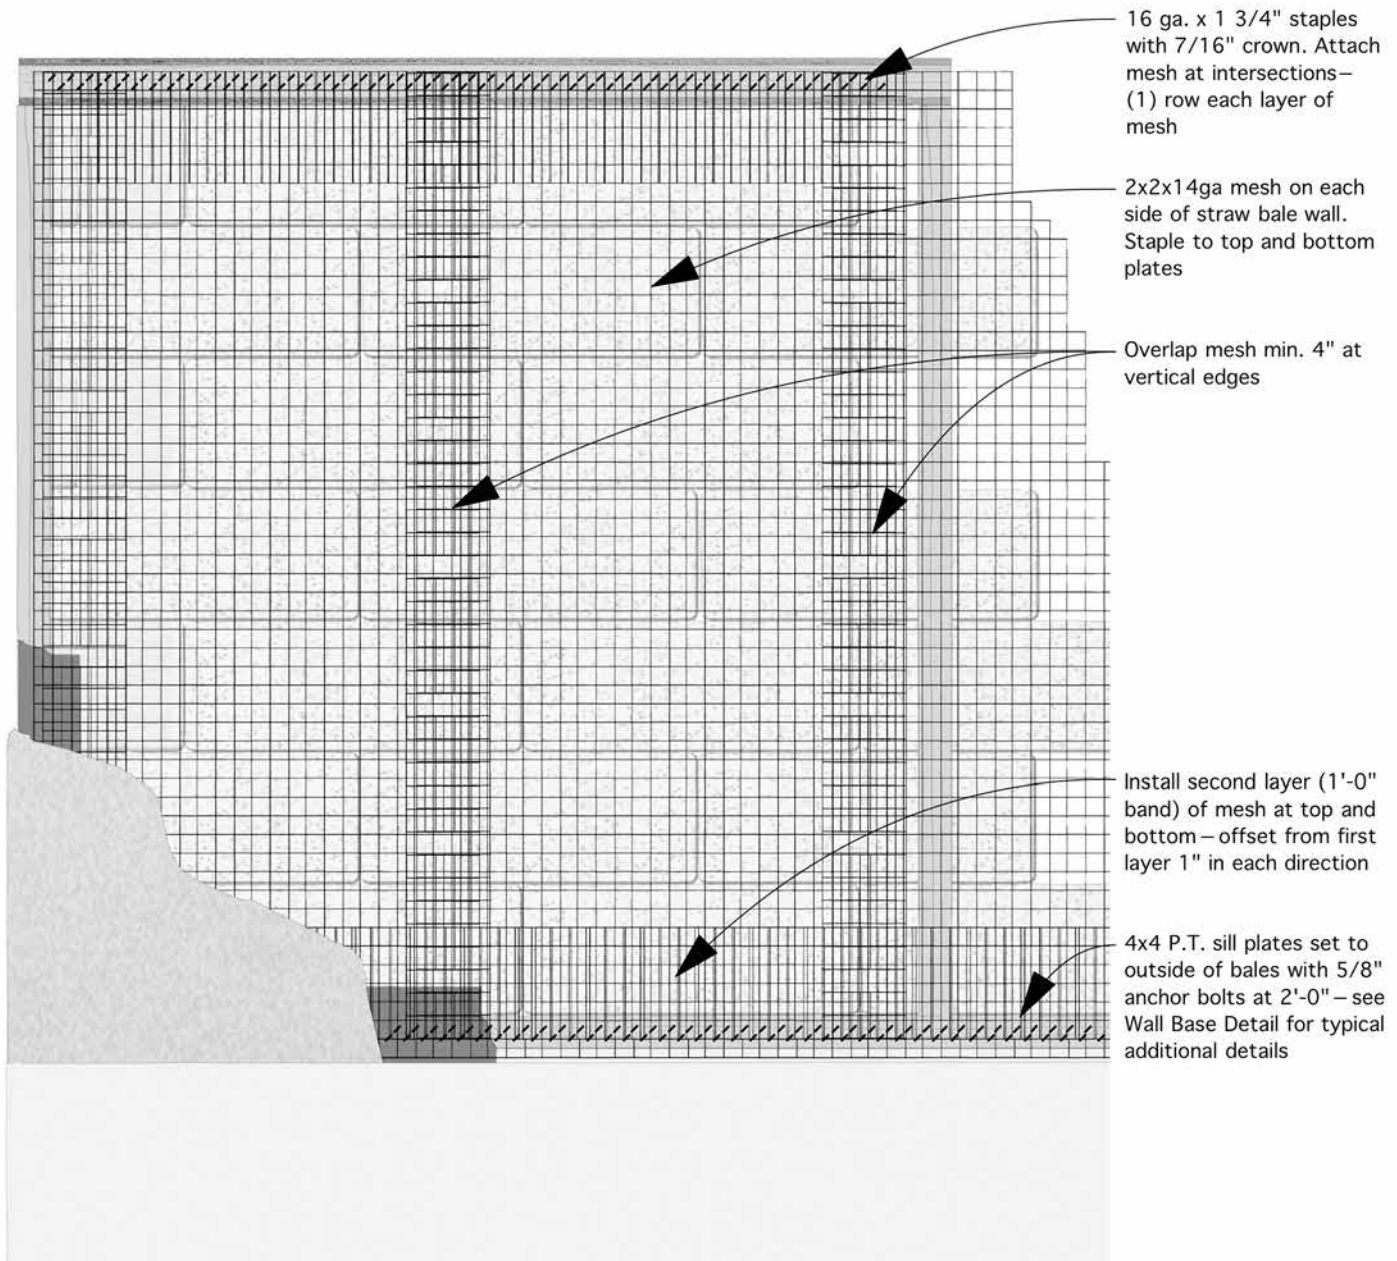 16 ga. x 1 3/4" staples
with 7/16" crown. Attach
mesh at intersections–
(1) row each layer of
mesh
2x2x14ga mesh on each
side of straw bale wall.
Staple to top and bottom
plates
Overlap mesh min. 4" at
vertical edges
Install second layer (1'-0"
band) of mesh at top and
bottom – offset from first
layer 1" in each direction
4x4 P.T. sill plates set to
outside of bales with 5/8"
anchor bolts at 2'-0" – see
Wall Base Detail for typical
additional details